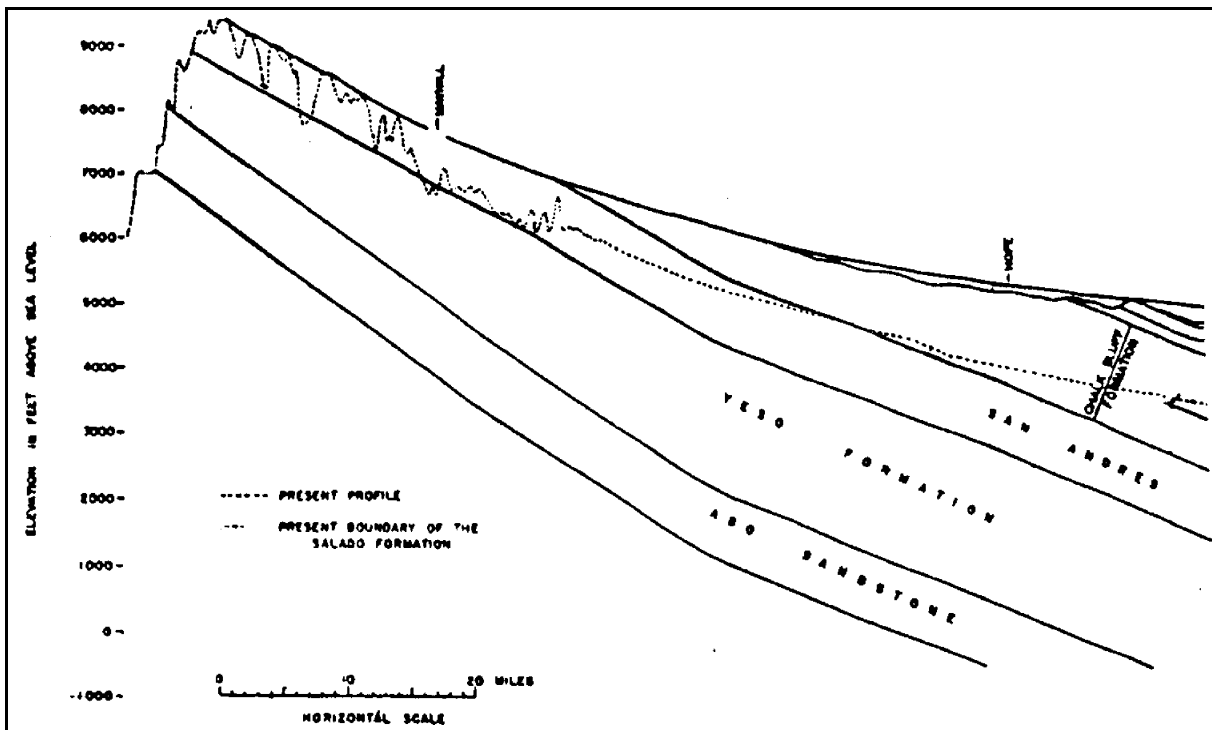 9000-
8000-
7000-
6000-
5000-
4000-
3000-
2000-
1000-
0-
-1000-
ELEVATION IN FEET ABOVE SEA LEVEL
HOPE
CHALK BLUFF
FORMATION
SAN ANDRES
YESO FORMATION
ABO SANDSTONE
PRESENT PROFILE
PRESENT BOUNDARY OF THE
SALADO FORMATION
0 10 20 MILES
HORIZONTAL SCALE